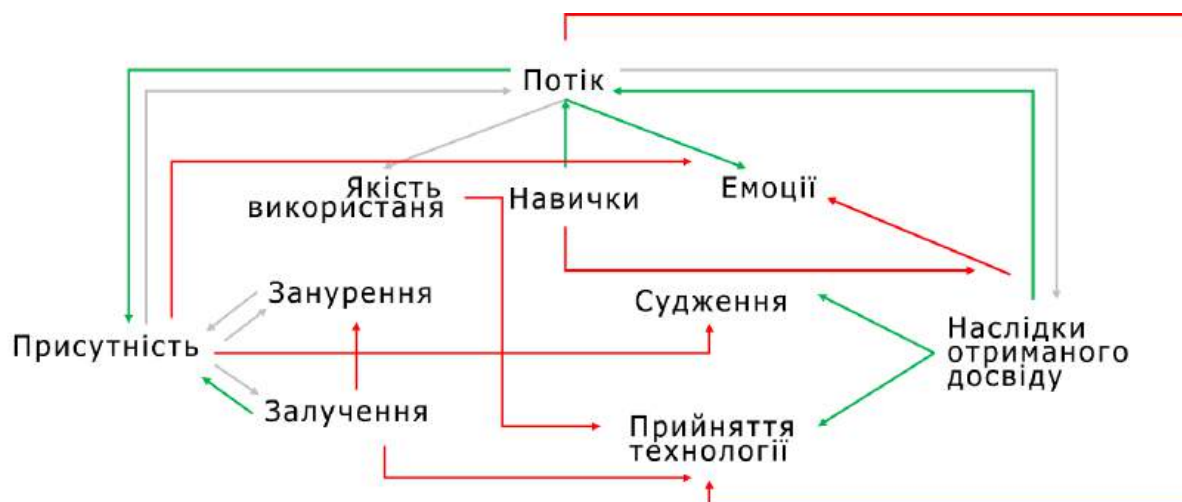 Потік
Якість
використаня
Навички
Емоції
Занурення
Судження
Присутність
Наслідки
отриманого
досвіду
Залучення
Прийняття
технології